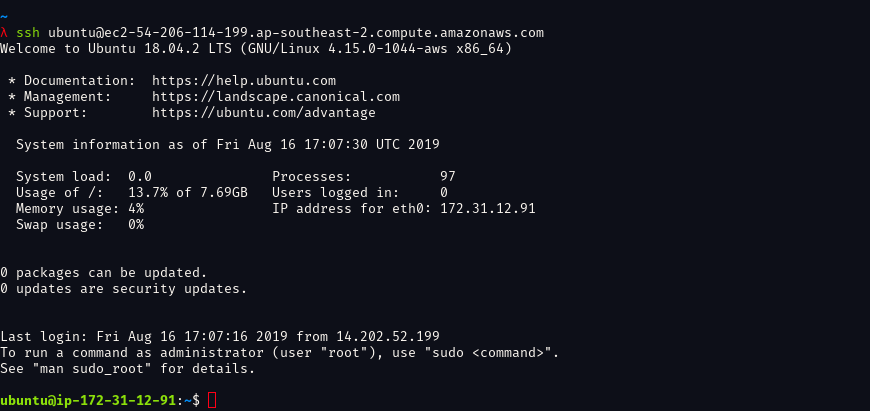 ~
λ ssh ubuntu@ec2-54-206-114-199.ap-southeast-2.compute.amazonaws.com
Welcome to Ubuntu 18.04.2 LTS (GNU/Linux 4.15.0-1044-aws x86_64)
* Documentation:  https://help.ubuntu.com
* Management:     https://landscape.canonical.com
* Support:        https://ubuntu.com/advantage
System information as of Fri Aug 16 17:07:30 UTC 2019
System load:  0.0               Processes:           97
Usage of /:   13.7% of 7.69GB   Users logged in:     0
Memory usage: 4%                IP address for eth0: 172.31.12.91
Swap usage:   0%
0 packages can be updated.
0 updates are security updates.
Last login: Fri Aug 16 17:07:16 2019 from 14.202.52.199
To run a command as administrator (user "root"), use "sudo <command>".
See "man sudo_root" for details.
ubuntu@ip-172-31-12-91:~$